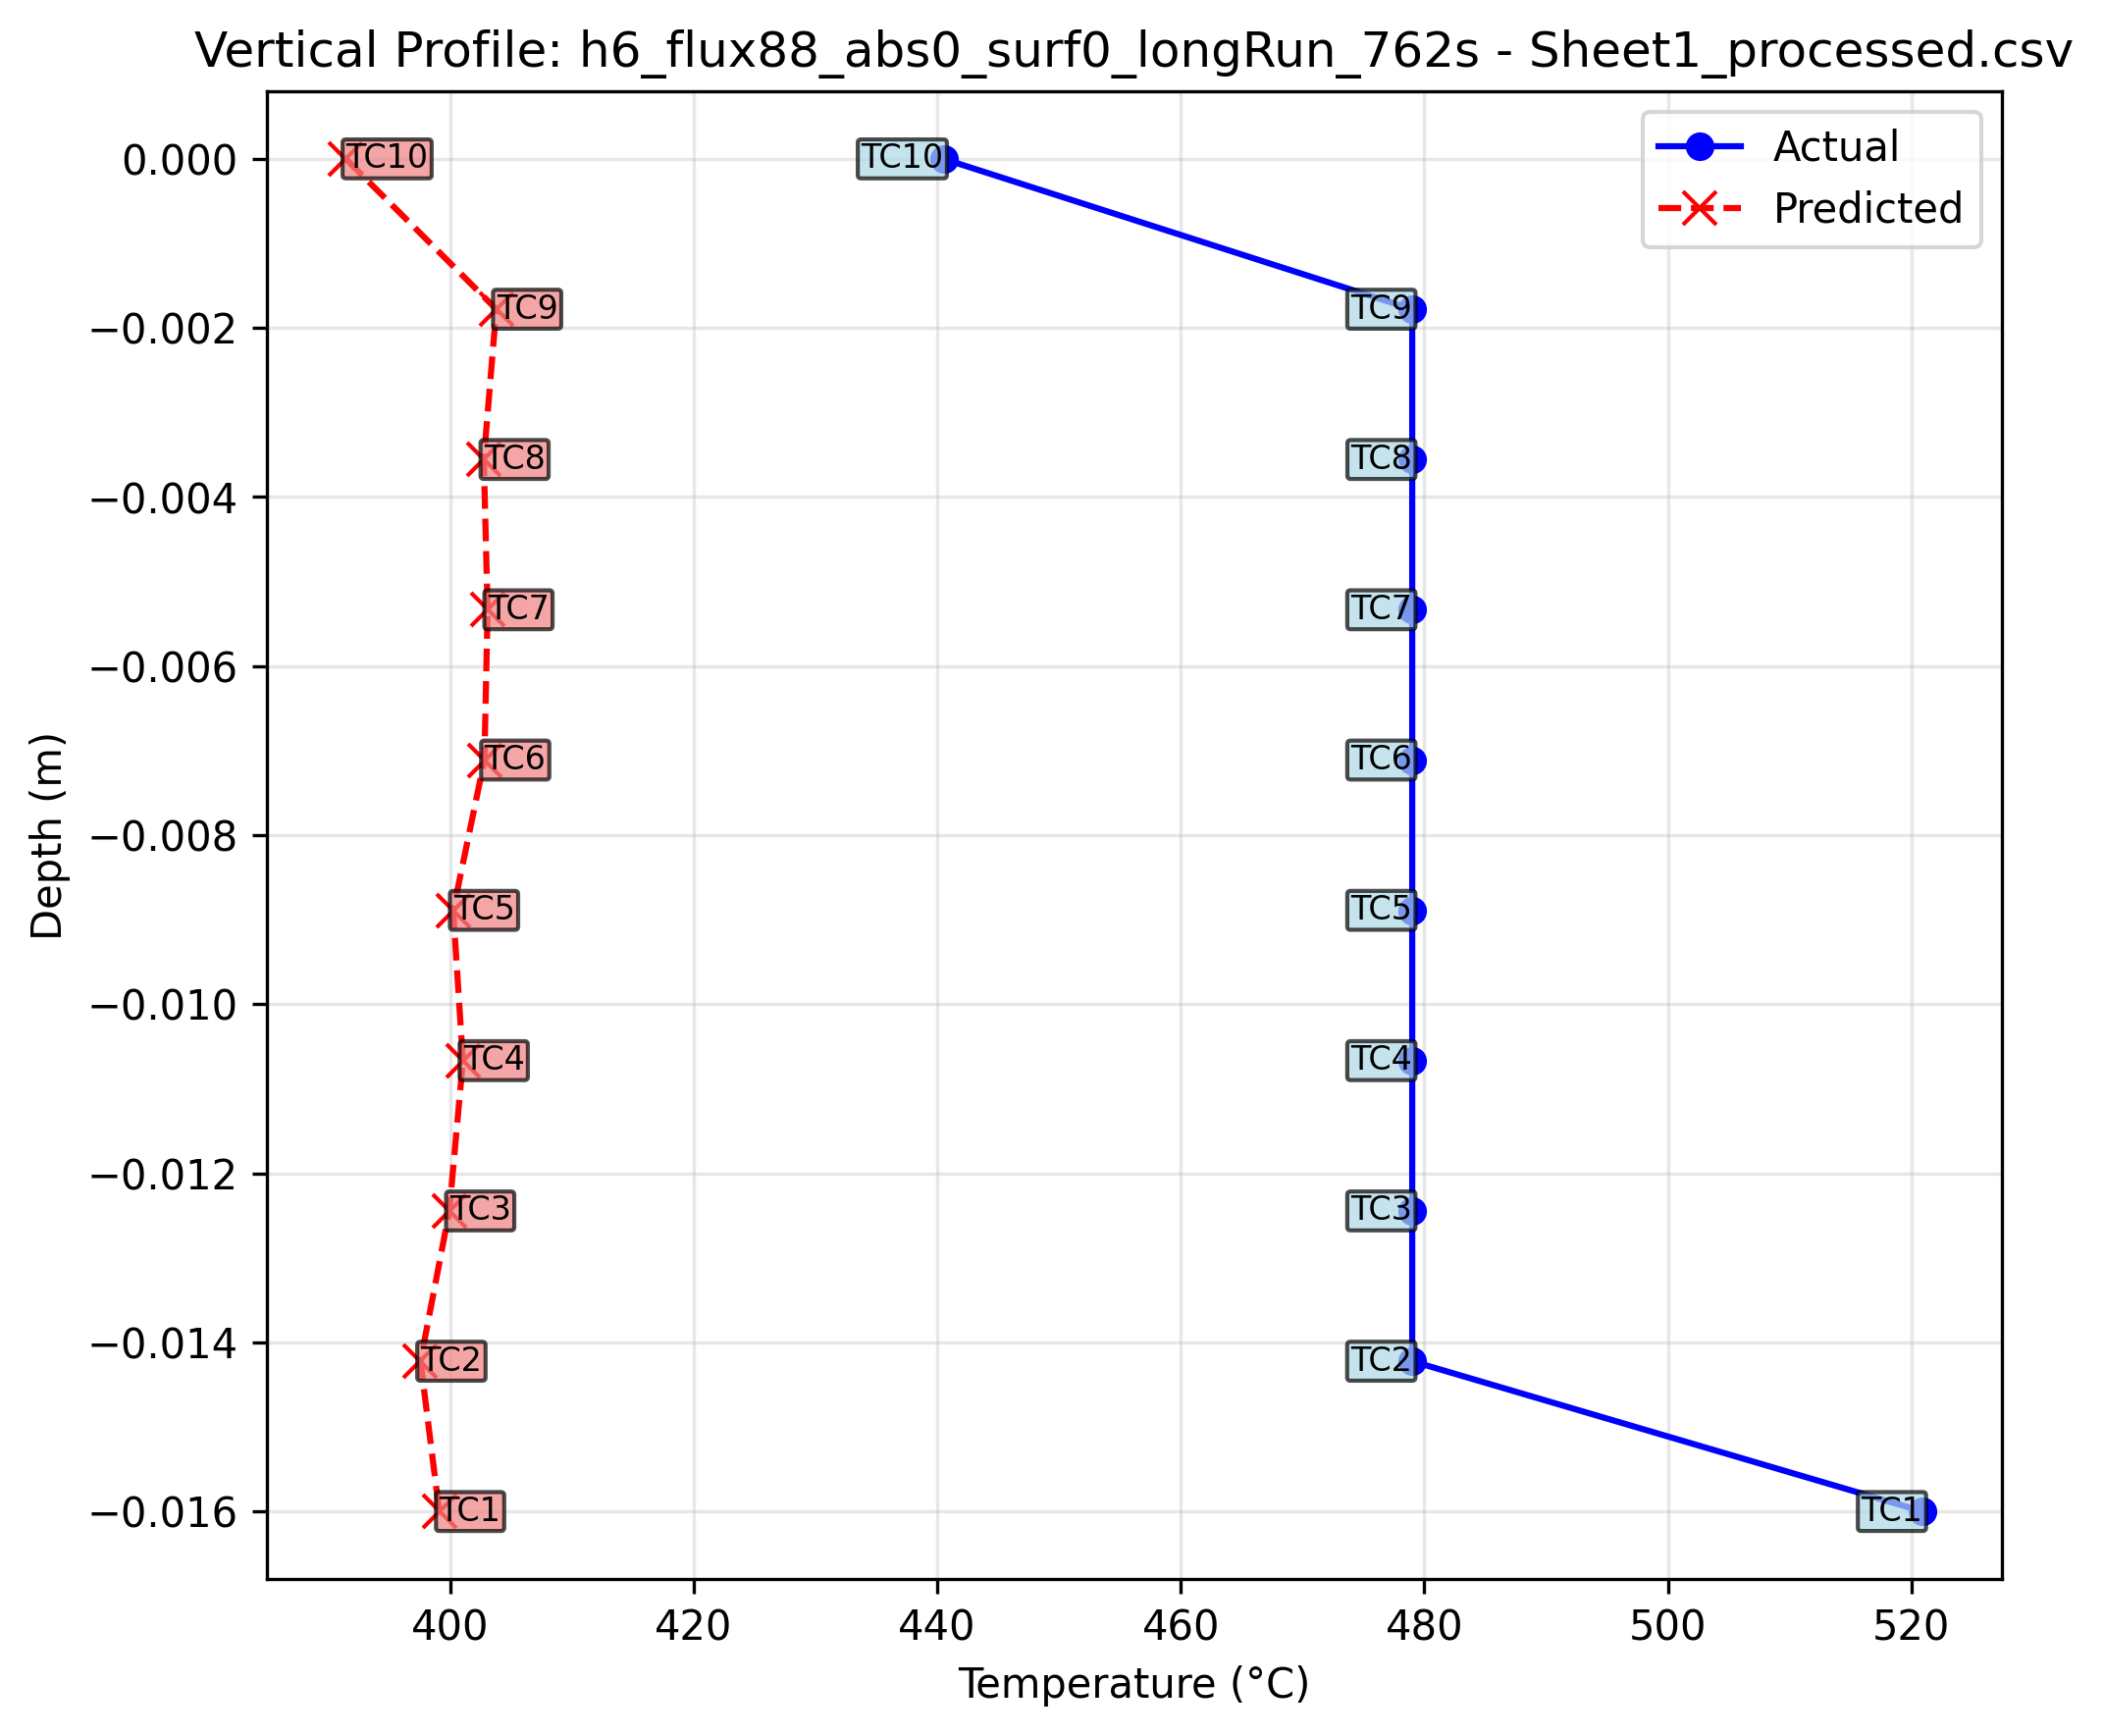 Vertical Profile: h6_flux88_abs0_surf0_longRun_762s - Sheet1_processed.csv
Actual
Predicted
0.000
−0.002
−0.004
−0.006
−0.008
−0.010
−0.012
−0.014
−0.016
Depth (m)
TC10
TC10
TC9
TC9
TC8
TC8
TC7
TC7
TC6
TC6
TC5
TC5
TC4
TC4
TC3
TC3
TC2
TC2
TC1
TC1
400
420
440
460
480
500
520
Temperature (°C)